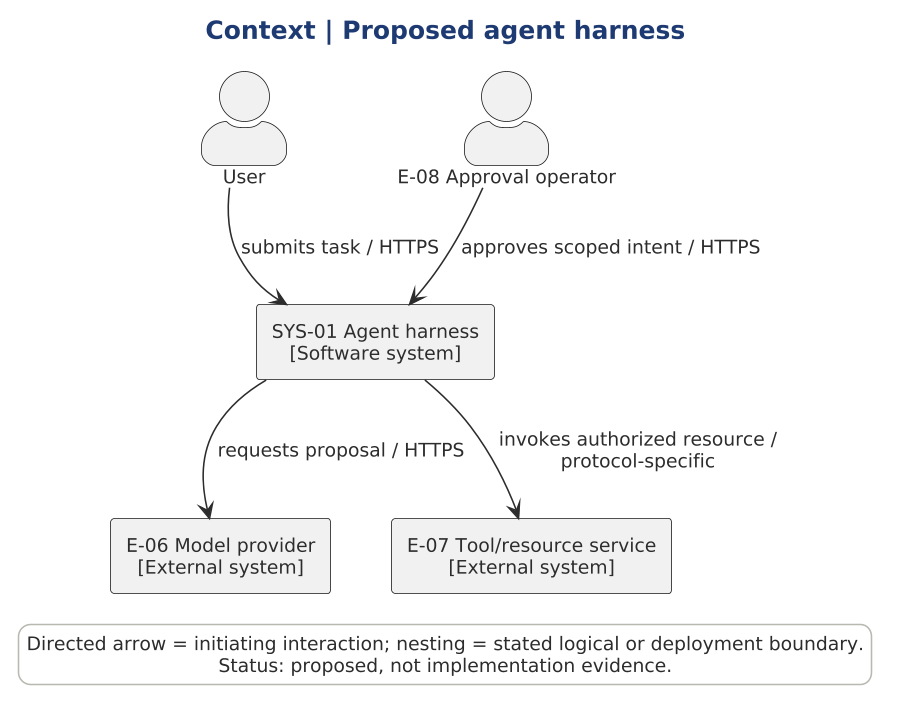 Context | Proposed agent harness
User
E-08 Approval operator
submits task / HTTPS
approves scoped intent / HTTPS
SYS-01 Agent harness
[Software system]
requests proposal / HTTPS
invokes authorized resource /
protocol-specific
E-06 Model provider
[External system]
E-07 Tool/resource service
[External system]
Directed arrow = initiating interaction; nesting = stated logical or deployment boundary.
Status: proposed, not implementation evidence.